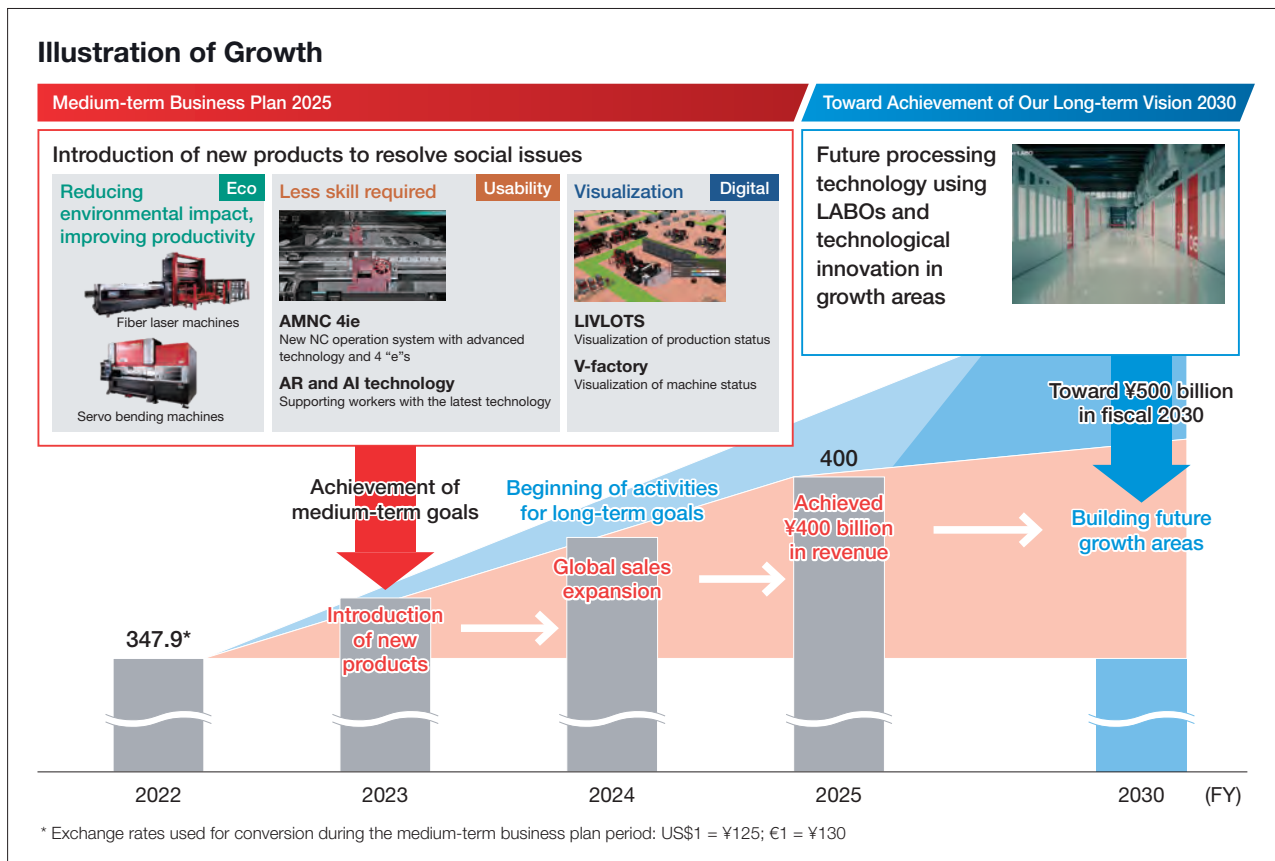 Illustration of Growth
Medium-term Business Plan 2025
Toward Achievement of Our Long-term Vision 2030
Introduction of new products to resolve social issues
Eco
Reducing
environmental impact,
improving productivity
Fiber laser machines
Servo bending machines
Less skill required
Usability
AMNC 4ie
New NC operation system with advanced
technology and 4 “e”s
AR and AI technology
Supporting workers with the latest technology
Visualization
Digital
LIVLOTS
Visualization of production status
V-factory
Visualization of machine status
Future processing
technology using
LABOs and
technological
innovation in
growth areas
Toward ¥500 billion
in fiscal 2030
Achievement of
medium-term goals
Beginning of activities
for long-term goals
400
Achieved
¥400 billion
in revenue
Building future
growth areas
Global sales
expansion
Introduction
of new
products
347.9*
2022
2023
2024
2025
2030
(FY)
* Exchange rates used for conversion during the medium-term business plan period: US$1 = ¥125; €1 = ¥130